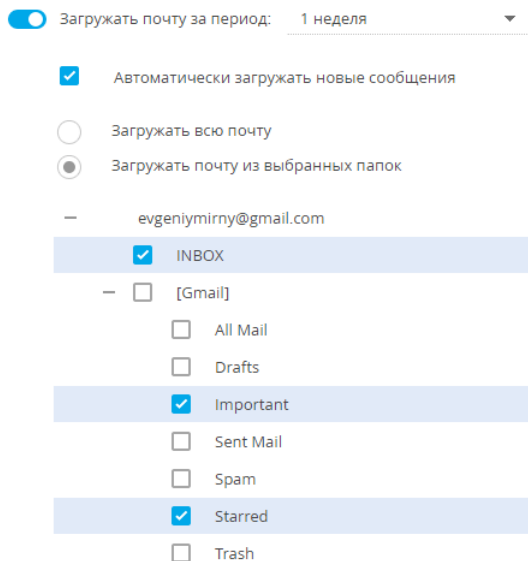 Загружать почту за период: 1 неделя
Автоматически загружать новые сообщения
Загружать всю почту
Загружать почту из выбранных папок
evgeniymirny@gmail.com
INBOX
[Gmail]
All Mail
Drafts
Important
Sent Mail
Spam
Starred
Trash